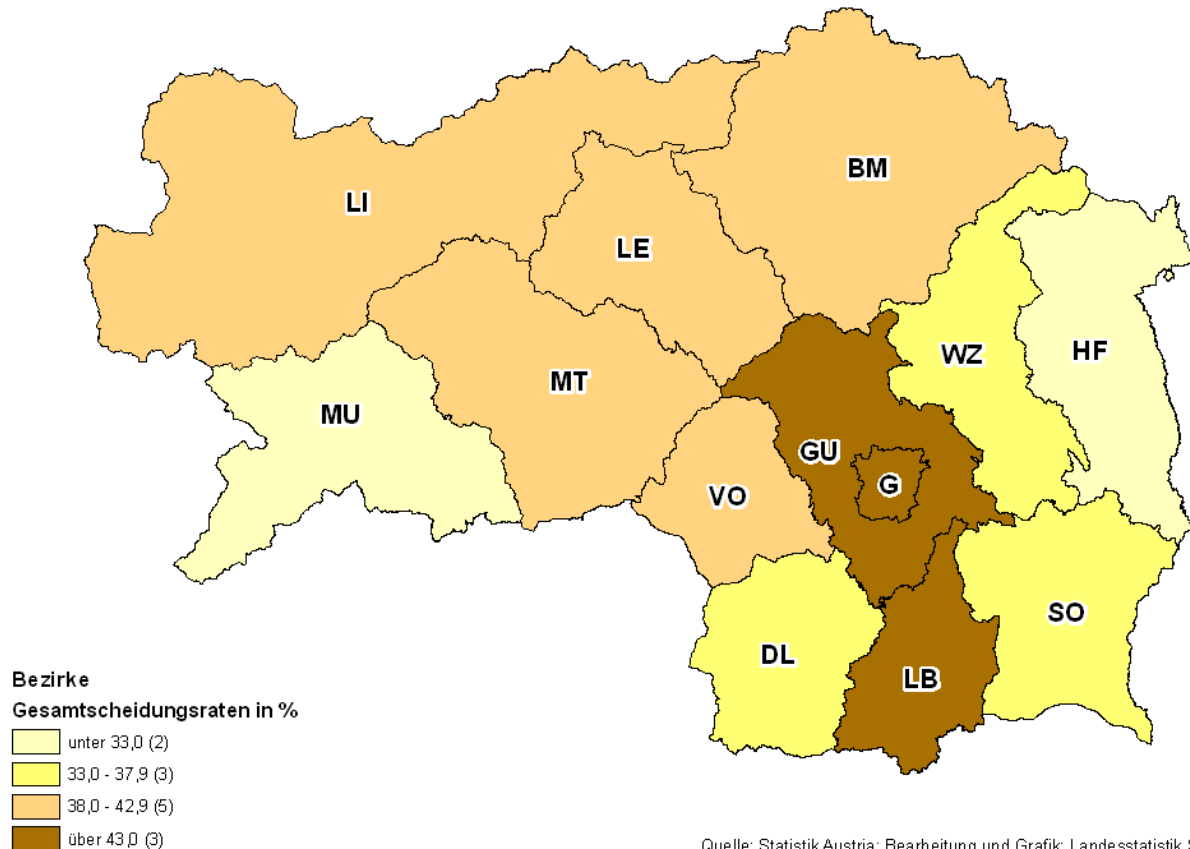 BM
LI
LE
WZ
HF
MT
MU
GU
G
VO
SO
DL
LB
Bezirke
Gesamtscheidungsraten in %
unter 33,0 (2)
33,0 - 37,9 (3)
38,0 - 42,9 (5)
über 43,0 (3)
Quelle: Statistik Austria; Bearbeitung und Grafik: Landesstatistik